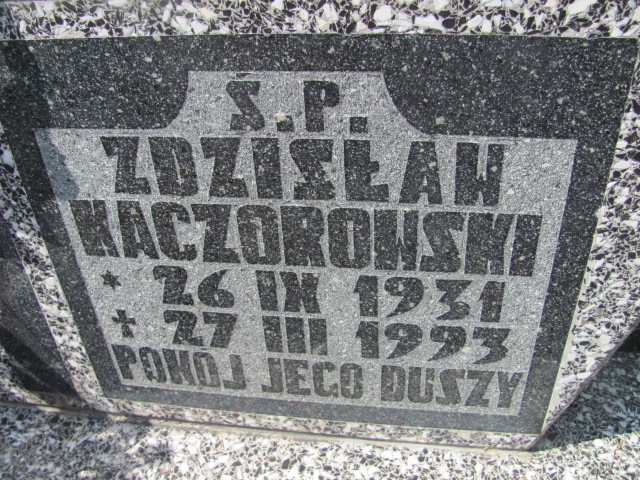 Ś.P.
ZDZISŁAW
KACZOROWSKI
* 26 IX 1931
✝ 27 III 1993
POKÓJ JEGO DUSZY